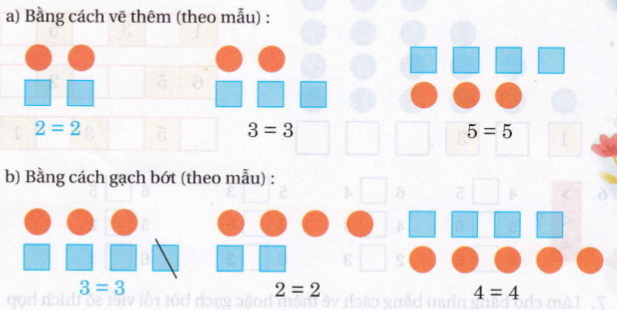 a) Bằng cách vẽ thêm (theo mẫu) :
2 = 2
3 = 3
5 = 5
b) Bằng cách gạch bớt (theo mẫu) :
3 = 3
2 = 2
4 = 4